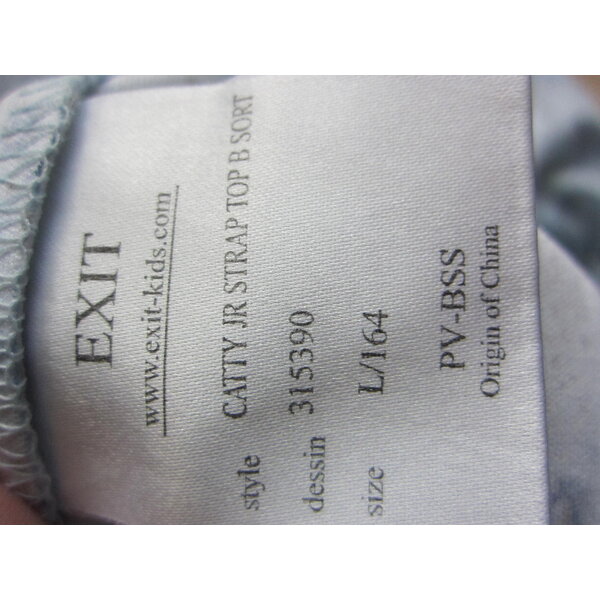 EXIT
www.exit-kids.com
style CATTY JR STRAP TOP B SORT
dessin 315390
size L/164
PV-BSS
Origin of China